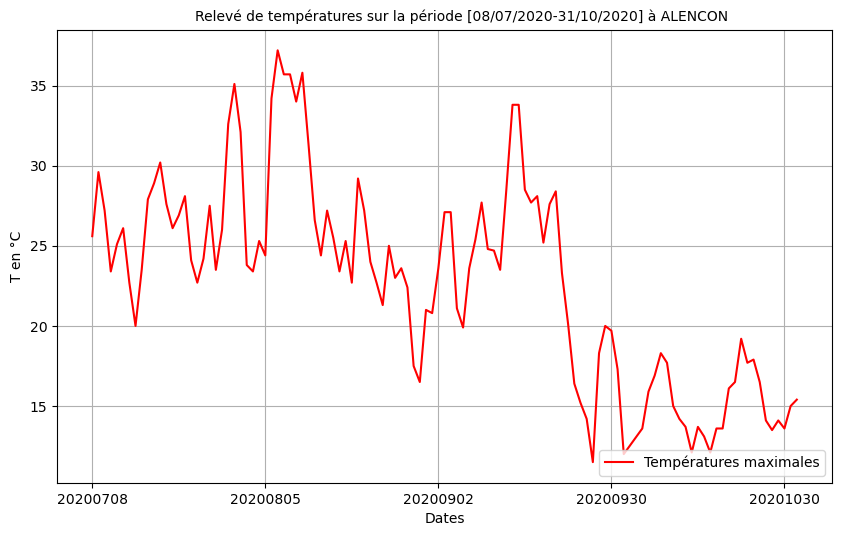 Relevé de températures sur la période [08/07/2020-31/10/2020] à ALENCON
35
30
25
20
15
T en °C
Températures maximales
20200708 20200805 20200902 20200930 20201030
Dates